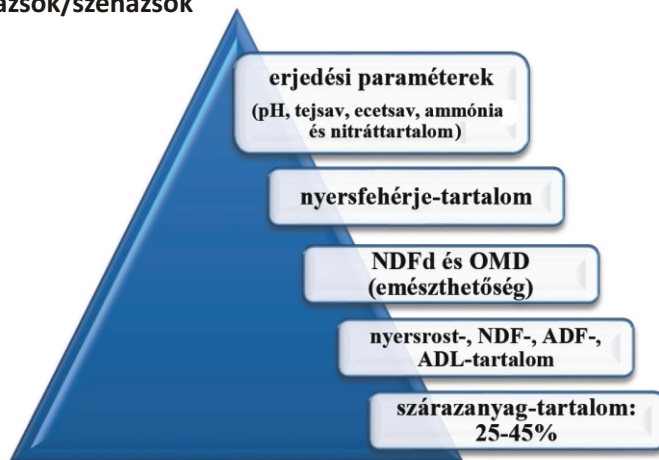 erjedési paraméterek
(pH, tejsav, ecetsav, ammónia
és nitráttartalom)
nyersfehérje-tartalom
NDFd és OMD
(emészthetőség)
nyersrost-, NDF-, ADF-,
ADL-tartalom
szárazanyag-tartalom:
25-45%